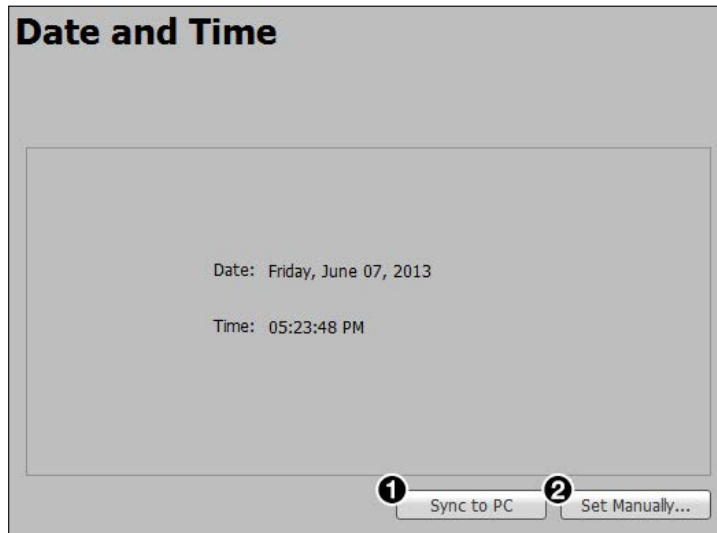 Date and Time
Date: Friday, June 07, 2013
Time: 05:23:48 PM
1 Sync to PC 2 Set Manually...